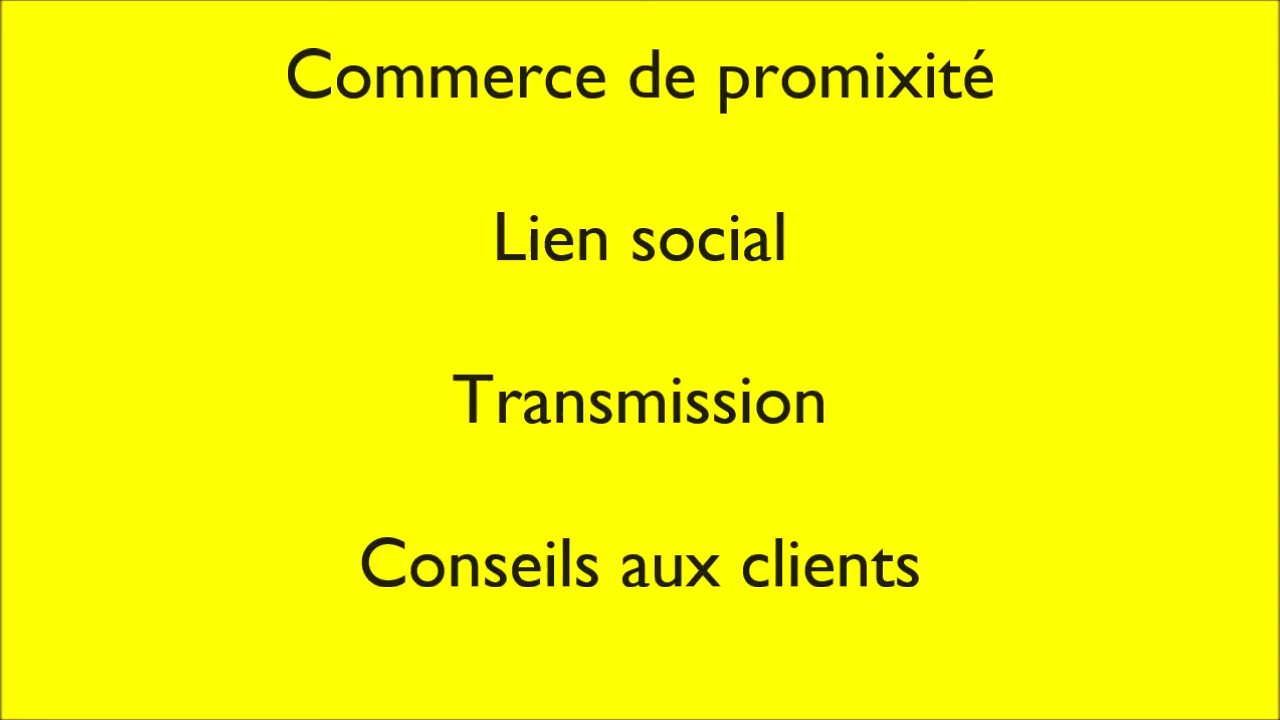 Commerce de promixité
Lien social
Transmission
Conseils aux clients